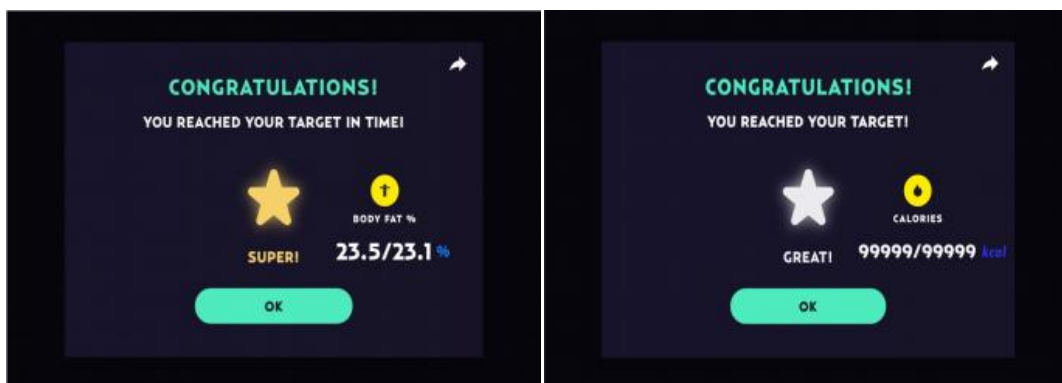 CONGRATULATIONS!
YOU REACHED YOUR TARGET IN TIME!
BODY FAT %
SUPER!
23.5/23.1 %
OK
CONGRATULATIONS!
YOU REACHED YOUR TARGET!
CALORIES
GREAT!
99999/99999 kcal
OK